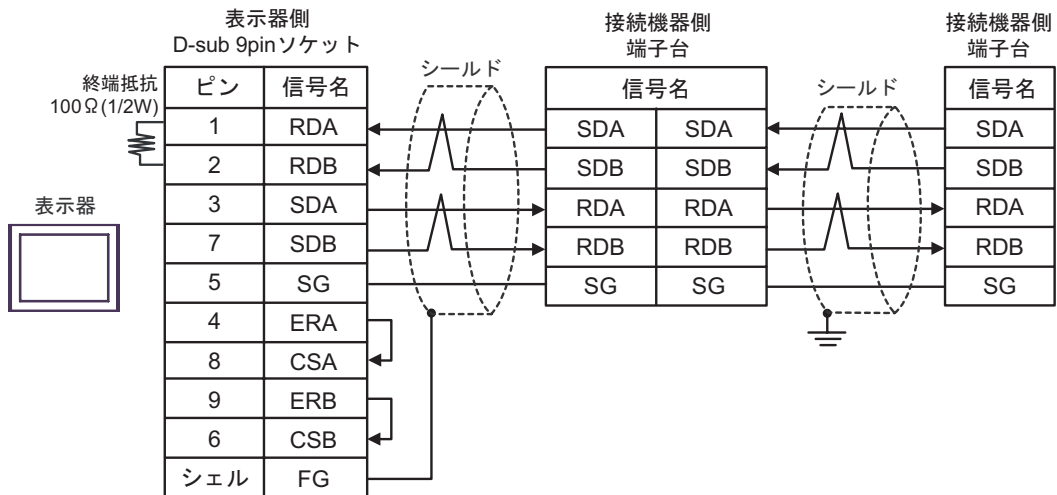 表示器側
D-sub 9pinソケット
接続機器側
端子台
接続機器側
端子台
終端抵抗
100Ω(1/2W)
シールド
シールド
表示器
ピン 信号名
1 RDA
2 RDB
3 SDA
7 SDB
5 SG
4 ERA
8 CSA
9 ERB
6 CSB
シェル FG
信号名
SDA SDA
SDB SDB
RDA RDA
RDB RDB
SG SG
信号名
SDA
SDB
RDA
RDB
SG